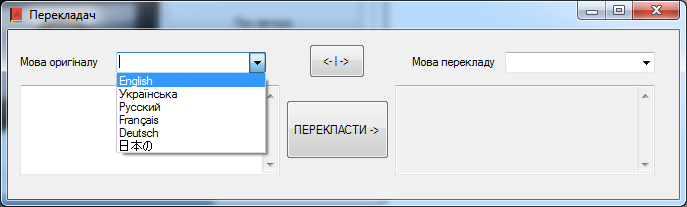 Перекладач
Мова оригіналу
<-|->
Мова перекладу
English
Українська
Русский
Français
Deutsch
日本の
ПЕРЕКЛАСТИ ->